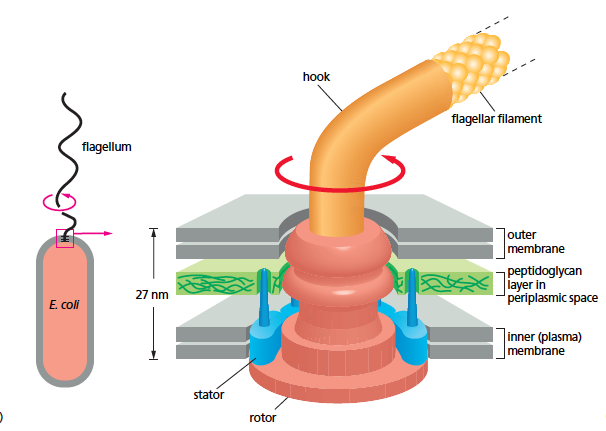 hook
flagellar filament
flagellum
outer
membrane
peptidoglycan
layer in
periplasmic space
27 nm
E. coli
inner (plasma)
membrane
stator
rotor
)